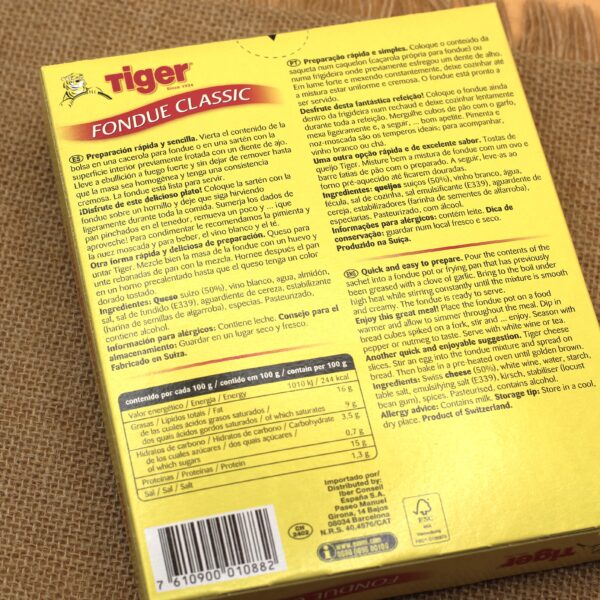 Tiger
Since 1924
FONDUE CLASSIC
ES Preparación rápida y sencilla. Vierta el contenido de la
bolsa en una cacerola para fondue o en una sartén con la
superficie interior previamente frotada con un diente de ajo.
Lleve a ebullición a fuego fuerte y sin dejar de remover hasta
que la masa sea homogénea y tenga una consistencia
cremosa. La fondue está lista para servir.
¡Disfrute de este delicioso plato! Coloque la sartén con la
fondue sobre un hornillo y deje que siga hirviendo
ligeramente durante toda la comida. Sumerja los dados de
pan pinchados en el tenedor, remueva un poco y ... ¡que
aproveche! Para condimentar le recomendamos la pimienta y
la nuez moscada y para beber, el vino blanco y el té.
Otra forma rápida y deliciosa de preparación. Queso para
untar Tiger. Mezcle bien la masa de la fondue con un huevo y
unte rebanadas de pan con la mezcla. Hornee después el pan
en un horno precalentado hasta que el queso tenga un color
dorado tostado.
Ingredientes: Queso suizo (50%), vino blanco, agua, almidón,
sal, sal de fundido (E339), aguardiente de cereza, estabilizante
(harina de semillas de algarroba), especias. Pasteurizado,
contiene alcohol.
Información para alérgicos: Contiene leche. Consejo para el
almacenamiento: Guardar en un lugar seco y fresco.
Fabricado en Suiza.
PT Preparação rápida e simples. Coloque o conteúdo da
saqueta num caquelon (caçarola própria para fondue) ou
numa frigideira onde previamente esfregou um dente de alho.
Em lume forte e mexendo constantemente, deixe cozinhar até
a mistura estar uniforme e cremosa. O fondue está pronto a
ser servido.
Desfrute desta fantástica refeição! Coloque o fondue ainda
dentro da frigideira num rechaud e deixe cozinhar lentamente
durante toda a refeição. Mergulhe cubos de pão com o garfo,
mexa ligeiramente e, a seguir, ... bom apetite. Pimenta e
noz-moscada são os temperos ideais; para acompanhar:
vinho branco ou chá.
Uma outra opção rápida e de excelente sabor. Tostas de
queijo Tiger. Misture bem a mistura de fondue com um ovo e
barre fatias de pão com o preparado. A seguir, leve-as ao
forno pré-aquecido até ficarem douradas.
Ingredientes: queijos suíços (50%), vinho branco, água,
fécula, sal de cozinha, sal emulsificante (E339), aguardente de
cereja, estabilizadores (farinha de sementes de alfarroba),
especiarias. Pasteurizado, com álcool.
Informações para alérgicos: contém leite. Dica de
conservação: guardar num local fresco e seco.
Produzido na Suíça.
EN Quick and easy to prepare. Pour the contents of the
sachet into a fondue pot or frying pan that has previously
been greased with a clove of garlic. Bring to the boil under
high heat while stirring constantly until the mixture is smooth
and creamy. The fondue is ready to serve.
Enjoy this great meal! Place the fondue pot on a food
warmer and allow to simmer throughout the meal. Dip in
bread cubes spiked on a fork, stir and ... enjoy. Season with
pepper or nutmeg to taste. Serve with white wine or tea.
Another quick and enjoyable suggestion. Tiger cheese
slices. Stir an egg into the fondue mixture and spread on
bread. Then bake in a pre-heated oven until golden brown.
Ingredients: Swiss cheese (50%), white wine, water, starch,
table salt, emulsifying salt (E339), kirsch, stabiliser (locust
bean gum), spices. Pasteurised, contains alcohol.
Allergy advice: Contains milk. Storage tip: Store in a cool,
dry place. Product of Switzerland.
contenido por cada 100 g / contido em 100 g / contain per 100 g
Valor energético / Energia / Energy 1010 kJ / 244 kcal
Grasas / Lípidos totais / Fat 16 g
de las cuales ácidos grasos saturados /
dos quais ácidos gordos saturados / of which saturates 9 g
Hidratos de carbono / Hidratos de carbono / Carbohydrate 3.5 g
de los cuales azúcares / dos quais açúcares /
of which sugars 0.7 g
Proteínas / Proteínas / Protein 15 g
Sal / Sal / Salt 1.3 g
Importado por/
Distributed by:
Iber Conseil
España S.A.
Paseo Manuel
Girona, 14 Bajos
08034 Barcelona
N.R.S. 40.4576/CAT
CH
2402
FSC
7 610900 010882
Tiger
FONDUE CLASSIC